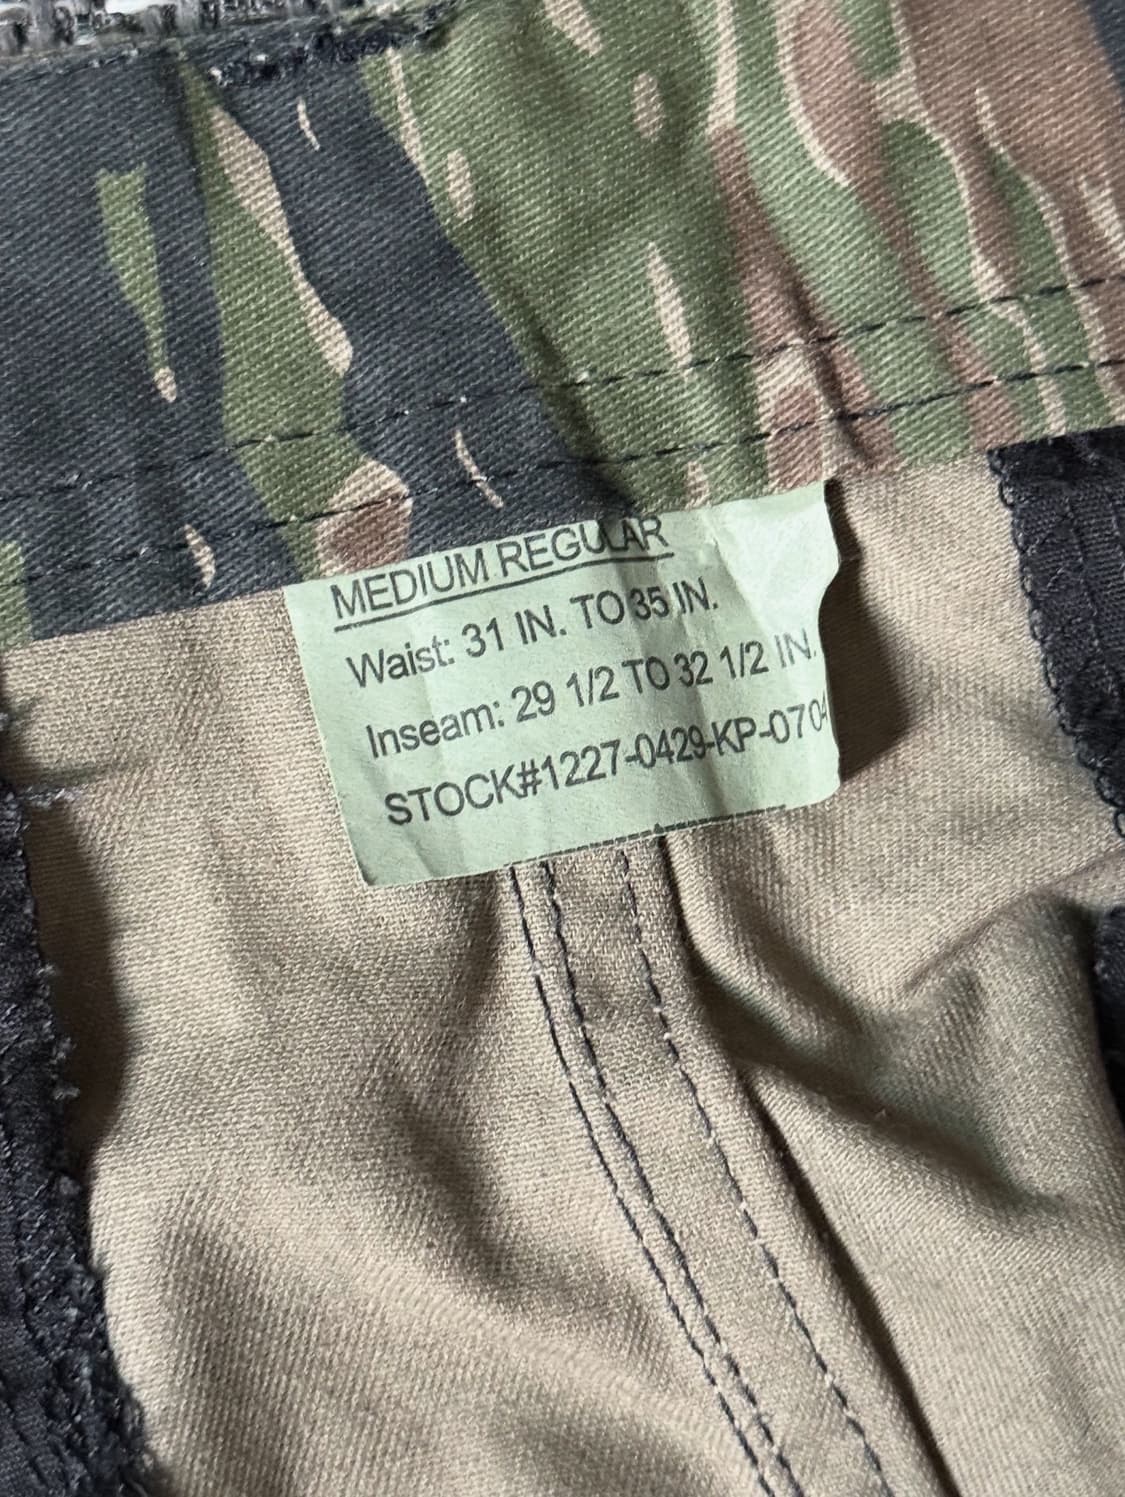 MEDIUM REGULAR
Waist: 31 IN. TO 35 IN.
Inseam: 29 1/2 TO 32 1/2 IN.
STOCK#1227-0429-KP-0704